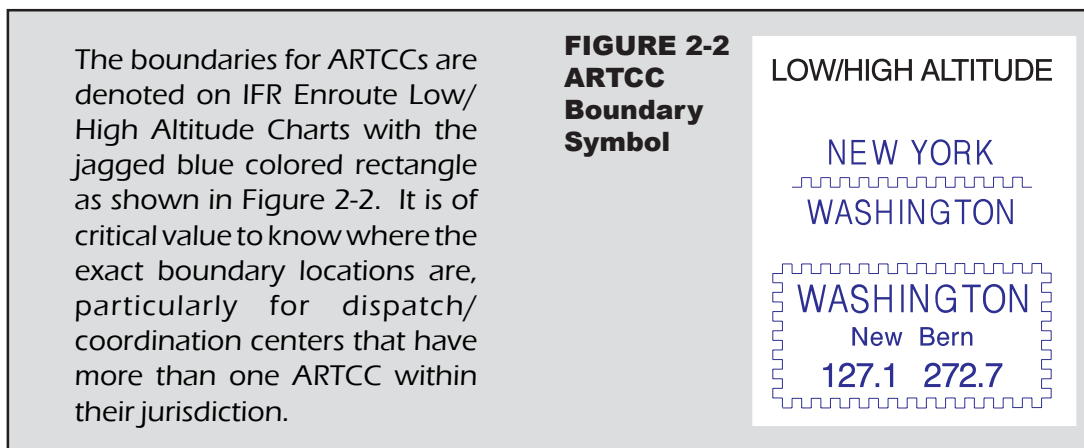 The boundaries for ARTCCs are
denoted on IFR Enroute Low/
High Altitude Charts with the
jagged blue colored rectangle
as shown in Figure 2-2. It is of
critical value to know where the
exact boundary locations are,
particularly for dispatch/
coordination centers that have
more than one ARTCC within
their jurisdiction.
FIGURE 2-2
ARTCC
Boundary
Symbol
LOW/HIGH ALTITUDE
NEW YORK
WASHINGTON
WASHINGTON
New Bern
127.1 272.7